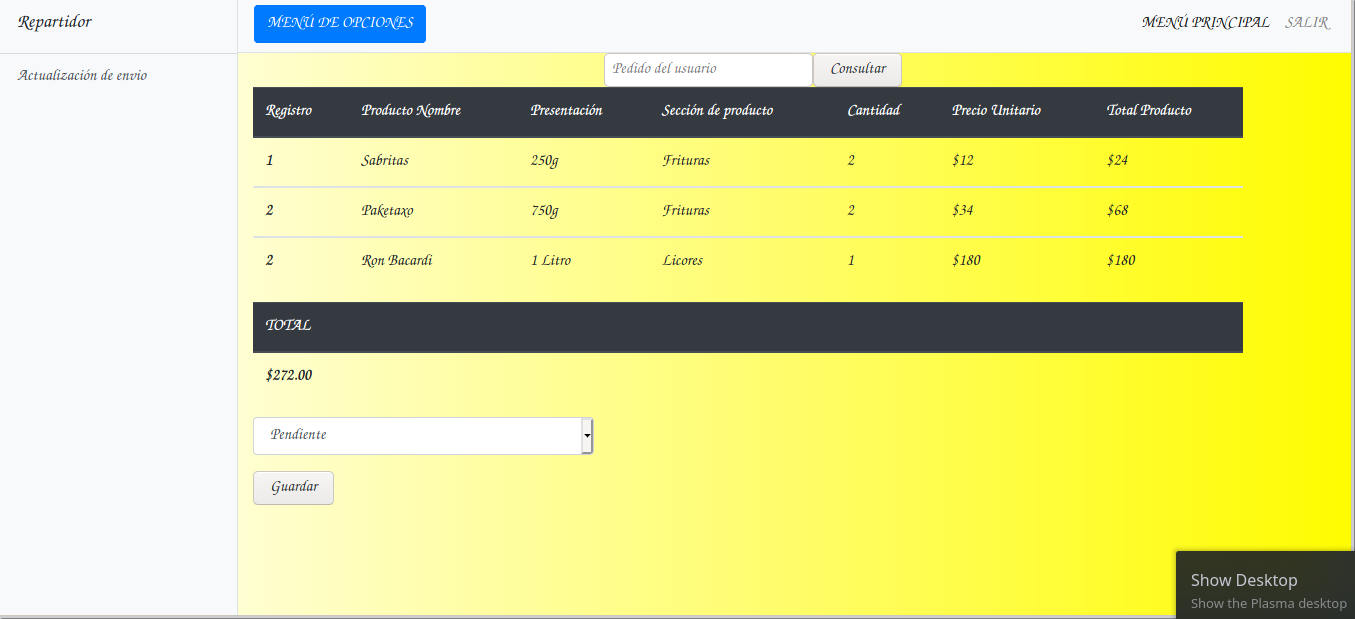 Repartidor
MENÚ DE OPCIONES
MENÚ PRINCIPAL SALIR
Actualización de envio
Pedido del usuario Consultar
Registro Producto Nombre Presentación Sección de producto Cantidad Precio Unitario Total Producto
1 Sabritas 250g Frituras 2 $12 $24
2 Paketaxo 750g Frituras 2 $34 $68
2 Ron Bacardi 1 Litro Licores 1 $180 $180
TOTAL
$272.00
Pendiente
Guardar
Show Desktop
Show the Plasma desktop